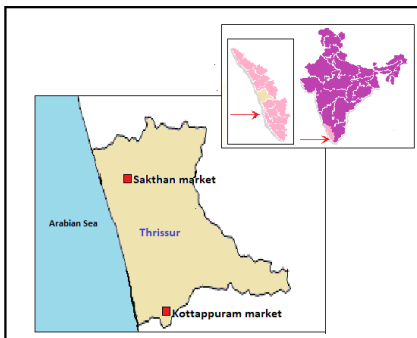 Sakthan market
Arabian Sea
Thrissur
Kottappuram market